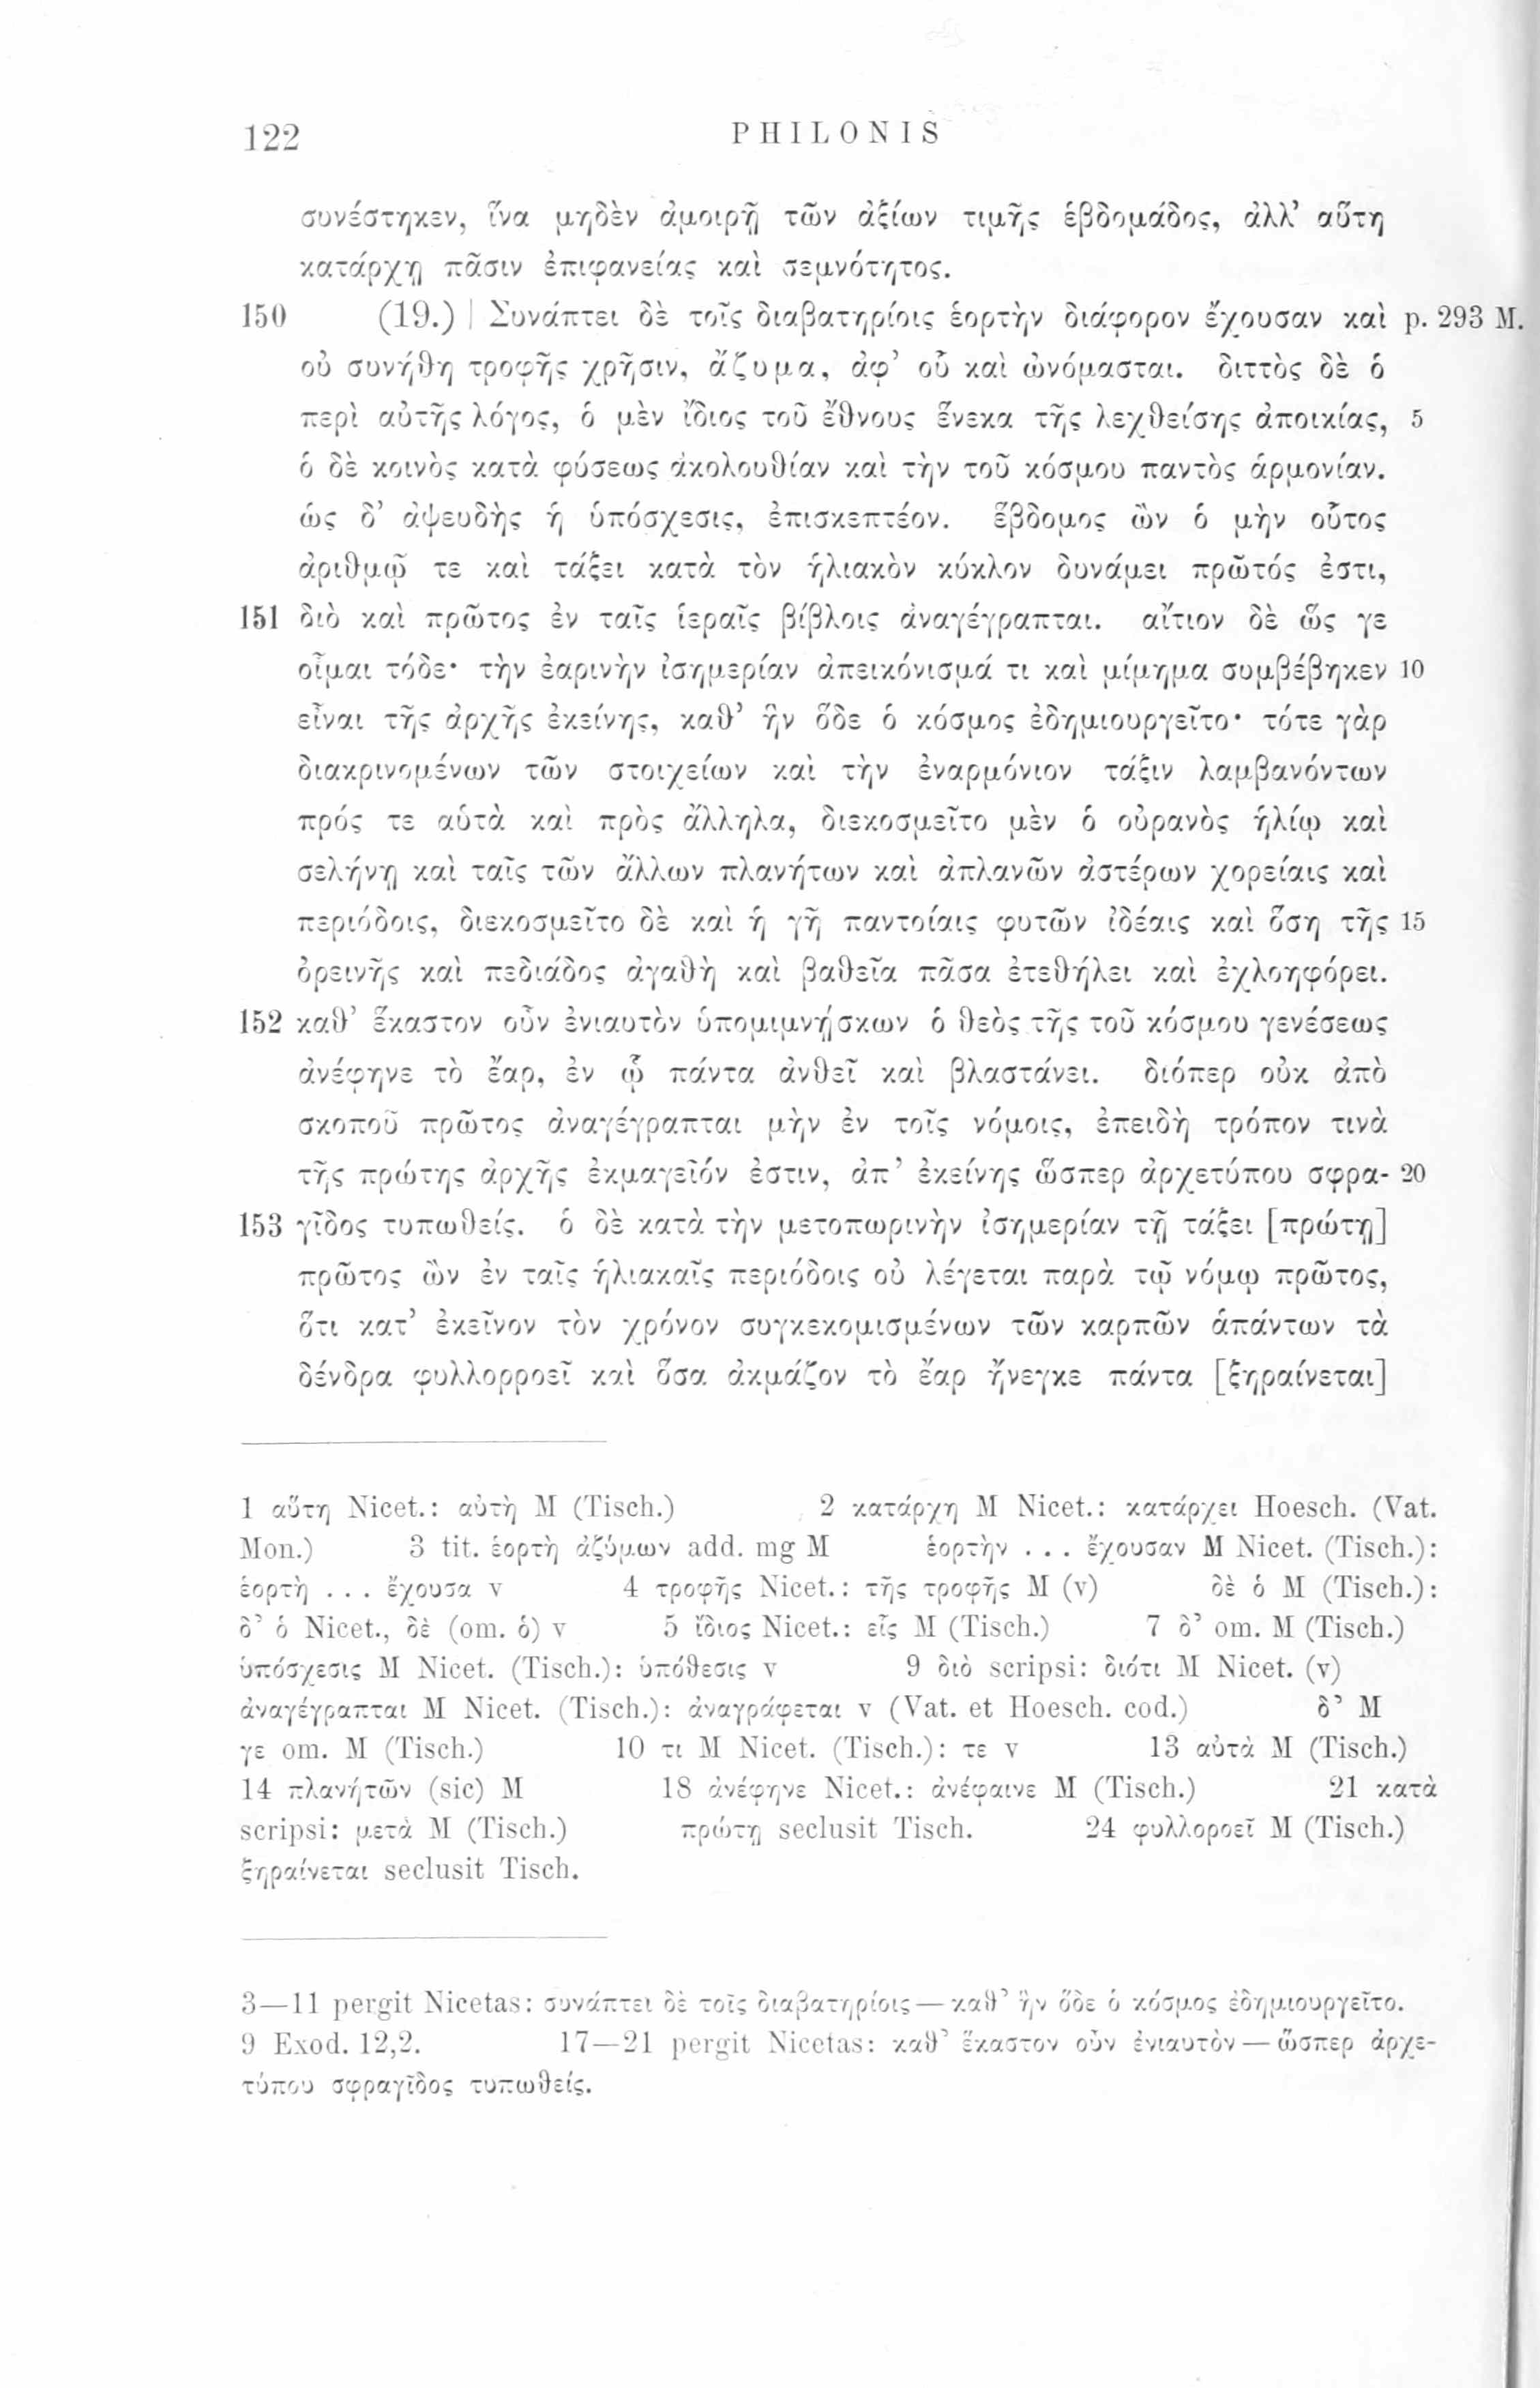 122
PHILONIS
συνέστηκεν, ἵνα μηδὲν ἀμοιρῇ τῶν ἀξίων τιμῆς ἑβδομάδος, ἀλλ’ αὕτη
κατάρχῃ πᾶσιν ἐπιφανείας καὶ σεμνότητος.
150 (19.) | Συνάπτει δὲ τοῖς διαβατηρίοις ἑορτὴν διάφορον ἔχουσαν καὶ p. 293 M.
οὐ συνήθη τροφῆς χρῆσιν, ἄζυμα, ἀφ’ οὗ καὶ ὠνόμασται. διττὸς δὲ ὁ
περὶ αὐτῆς λόγος, ὁ μὲν ἴδιος τοῦ ἔθνους ἕνεκα τῆς λεχθείσης ἀποικίας, 5
ὁ δὲ κοινὸς κατὰ φύσεως ἀκολουθίαν καὶ τὴν τοῦ κόσμου παντὸς ἁρμονίαν.
ὡς δ’ ἀψευδὴς ἡ ὑπόσχεσις, ἐπισκεπτέον. ἕβδομος ὢν ὁ μὴν οὗτος
ἀριθμῷ τε καὶ τάξει κατὰ τὸν ἡλιακὸν κύκλον δυνάμει πρῶτός ἐστι,
151 διὸ καὶ πρῶτος ἐν ταῖς ἱεραῖς βίβλοις ἀναγέγραπται. αἴτιον δὲ ὥς γε
οἶμαι τόδε· τὴν ἐαρινὴν ἰσημερίαν ἀπεικόνισμά τι καὶ μίμημα συμβέβηκεν 10
εἶναι τῆς ἀρχῆς ἐκείνης, καθ’ ἣν ὅδε ὁ κόσμος ἐδημιουργεῖτο· τότε γὰρ
διακρινομένων τῶν στοιχείων καὶ τὴν ἐναρμόνιον τάξιν λαμβανόντων
πρός τε αὑτὰ καὶ πρὸς ἄλληλα, διεκοσμεῖτο μὲν ὁ οὐρανὸς ἡλίῳ καὶ
σελήνῃ καὶ ταῖς τῶν ἄλλων πλανήτων καὶ ἀπλανῶν ἀστέρων χορείαις καὶ
περιόδοις, διεκοσμεῖτο δὲ καὶ ἡ γῆ παντοίαις φυτῶν ἰδέαις καὶ ὅση τῆς 15
ὀρεινῆς καὶ πεδιάδος ἀγαθὴ καὶ βαθεῖα πᾶσα ἐτεθήλει καὶ ἐχλοηφόρει.
152 καθ’ ἕκαστον οὖν ἐνιαυτὸν ὑπομιμνῄσκων ὁ θεὸς τῆς τοῦ κόσμου γενέσεως
ἀνέφηνε τὸ ἔαρ, ἐν ᾧ πάντα ἀνθεῖ καὶ βλαστάνει. διόπερ οὐκ ἀπὸ
σκοποῦ πρῶτος ἀναγέγραπται μὴν ἐν τοῖς νόμοις, ἐπειδὴ τρόπον τινὰ
τῆς πρώτης ἀρχῆς ἐκμαγεῖόν ἐστιν, ἀπ’ ἐκείνης ὥσπερ ἀρχετύπου σφρα- 20
153 γῖδος τυπωθείς. ὁ δὲ κατὰ τὴν μετοπωρινὴν ἰσημερίαν τῇ τάξει [πρώτῃ]
πρῶτος ὢν ἐν ταῖς ἡλιακαῖς περιόδοις οὐ λέγεται παρὰ τῷ νόμῳ πρῶτος,
ὅτι κατ’ ἐκεῖνον τὸν χρόνον συγκεκομισμένων τῶν καρπῶν ἁπάντων τὰ
δένδρα φυλλορροεῖ καὶ ὅσα ἀκμάζον τὸ ἔαρ ἤνεγκε πάντα [ξηραίνεται]
1 αὕτη Nicet.: αὐτὴ M (Tisch.) 2 κατάρχῃ M Nicet.: κατάρχει Hoesch. (Vat.
Mon.) 3 tit. ἑορτὴ ἀζύμων add. mg M ἑορτὴν . . . ἔχουσαν M Nicet. (Tisch.):
ἑορτὴ . . . ἔχουσα v 4 τροφῆς Nicet.: τῆς τροφῆς M (v) δὲ ὁ M (Tisch.):
δ’ ὁ Nicet., δὲ (om. ὁ) v 5 ἴδιος Nicet.: εἷς M (Tisch.) 7 δ’ om. M (Tisch.)
ὑπόσχεσις M Nicet. (Tisch.): ὑπόθεσις v 9 διὸ scripsi: διότι M Nicet. (v)
ἀναγέγραπται M Nicet. (Tisch.): ἀναγράφεται v (Vat. et Hoesch. cod.) δ’ M
γε om. M (Tisch.) 10 τι M Nicet. (Tisch.): τε v 13 αὐτὰ M (Tisch.)
14 πλανήτῶν (sic) M 18 ἀνέφηνε Nicet.: ἀνέφαινε M (Tisch.) 21 κατὰ
scripsi: μετὰ M (Tisch.) πρώτῃ seclusit Tisch. 24 φυλλοροεῖ M (Tisch.)
ξηραίνεται seclusit Tisch.
3—11 pergit Nicetas: συνάπτει δὲ τοῖς διαβατηρίοις — καθ’ ἣν ὅδε ὁ κόσμος ἐδημιουργεῖτο.
9 Exod. 12,2. 17—21 pergit Nicetas: καθ’ ἕκαστον οὖν ἐνιαυτὸν — ὥσπερ ἀρχε-
τύπου σφραγῖδος τυπωθείς.